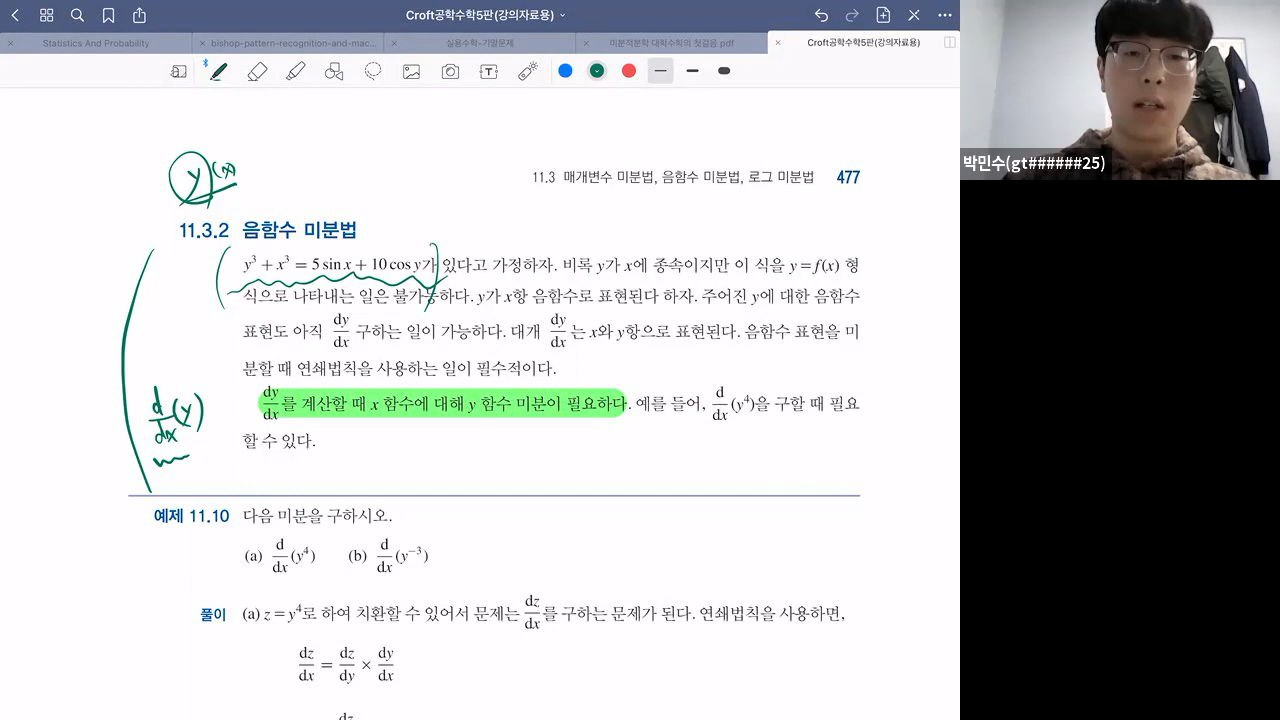 Croft공학수학5판(강의자료용)
Statistics And Probability
bishop-pattern-recognition-and-mac...
실용수학-기말문제
미분적분학 대학수학의 첫걸음.pdf
Croft공학수학5판(강의자료용)
박민수(gt######25)
y(x)
11.3 매개변수 미분법, 음함수 미분법, 로그 미분법 477
11.3.2 음함수 미분법
y³ + x³ = 5 sin x + 10 cos y가 있다고 가정하자. 비록 y가 x에 종속이지만 이 식을 y = f(x) 형
식으로 나타내는 일은 불가능하다. y가 x항 음함수로 표현된다 하자. 주어진 y에 대한 음함수
표현도 아직 dy/dx 구하는 일이 가능하다. 대개 dy/dx는 x와 y항으로 표현된다. 음함수 표현을 미
분할 때 연쇄법칙을 사용하는 일이 필수적이다.
dy/dx를 계산할 때 x 함수에 대해 y 함수 미분이 필요하다. 예를 들어, d/dx(y⁴)을 구할 때 필요
할 수 있다.
d/dx(y)
예제 11.10 다음 미분을 구하시오.
(a) d/dx(y⁴) (b) d/dx(y⁻³)
풀이 (a) z = y⁴로 하여 치환할 수 있어서 문제는 dz/dx를 구하는 문제가 된다. 연쇄법칙을 사용하면,
dz/dx = dz/dy × dy/dx
dz